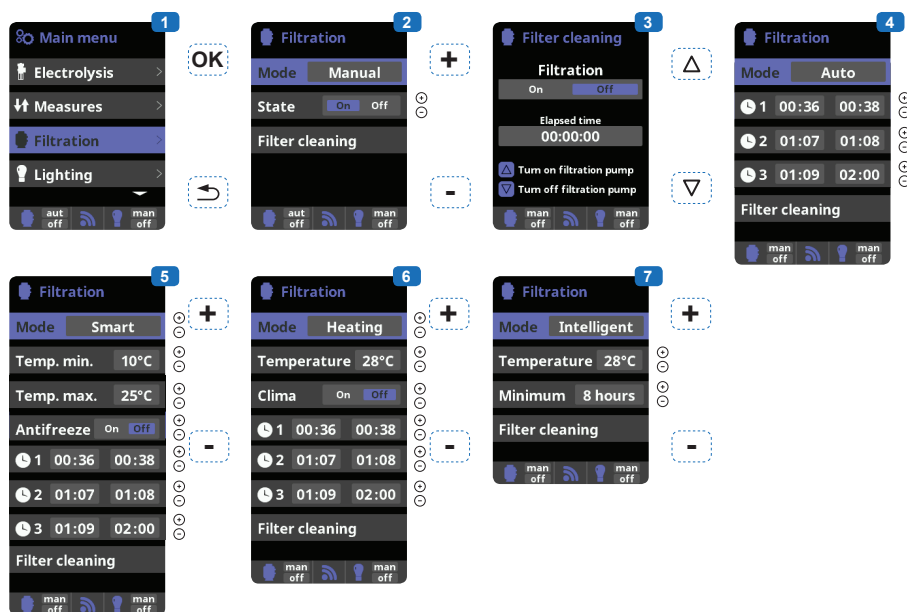 1
Main menu
Electrolysis
Measures
Filtration
Lighting
aut off
man off
OK
2
Filtration
Mode Manual
State On Off
Filter cleaning
aut off
man off
+
-
3
Filter cleaning
Filtration
On Off
Elapsed time
00:00:00
Turn on filtration pump
Turn off filtration pump
man off
man off
4
Filtration
Mode Auto
1 00:36 00:38
2 01:07 01:08
3 01:09 02:00
Filter cleaning
man off
man off
5
Filtration
Mode Smart
Temp. min. 10°C
Temp. max. 25°C
Antifreeze On Off
1 00:36 00:38
2 01:07 01:08
3 01:09 02:00
Filter cleaning
man off
man off
+
-
6
Filtration
Mode Heating
Temperature 28°C
Clima On Off
1 00:36 00:38
2 01:07 01:08
3 01:09 02:00
Filter cleaning
man off
man off
+
-
7
Filtration
Mode Intelligent
Temperature 28°C
Minimum 8 hours
Filter cleaning
man off
man off
+
-